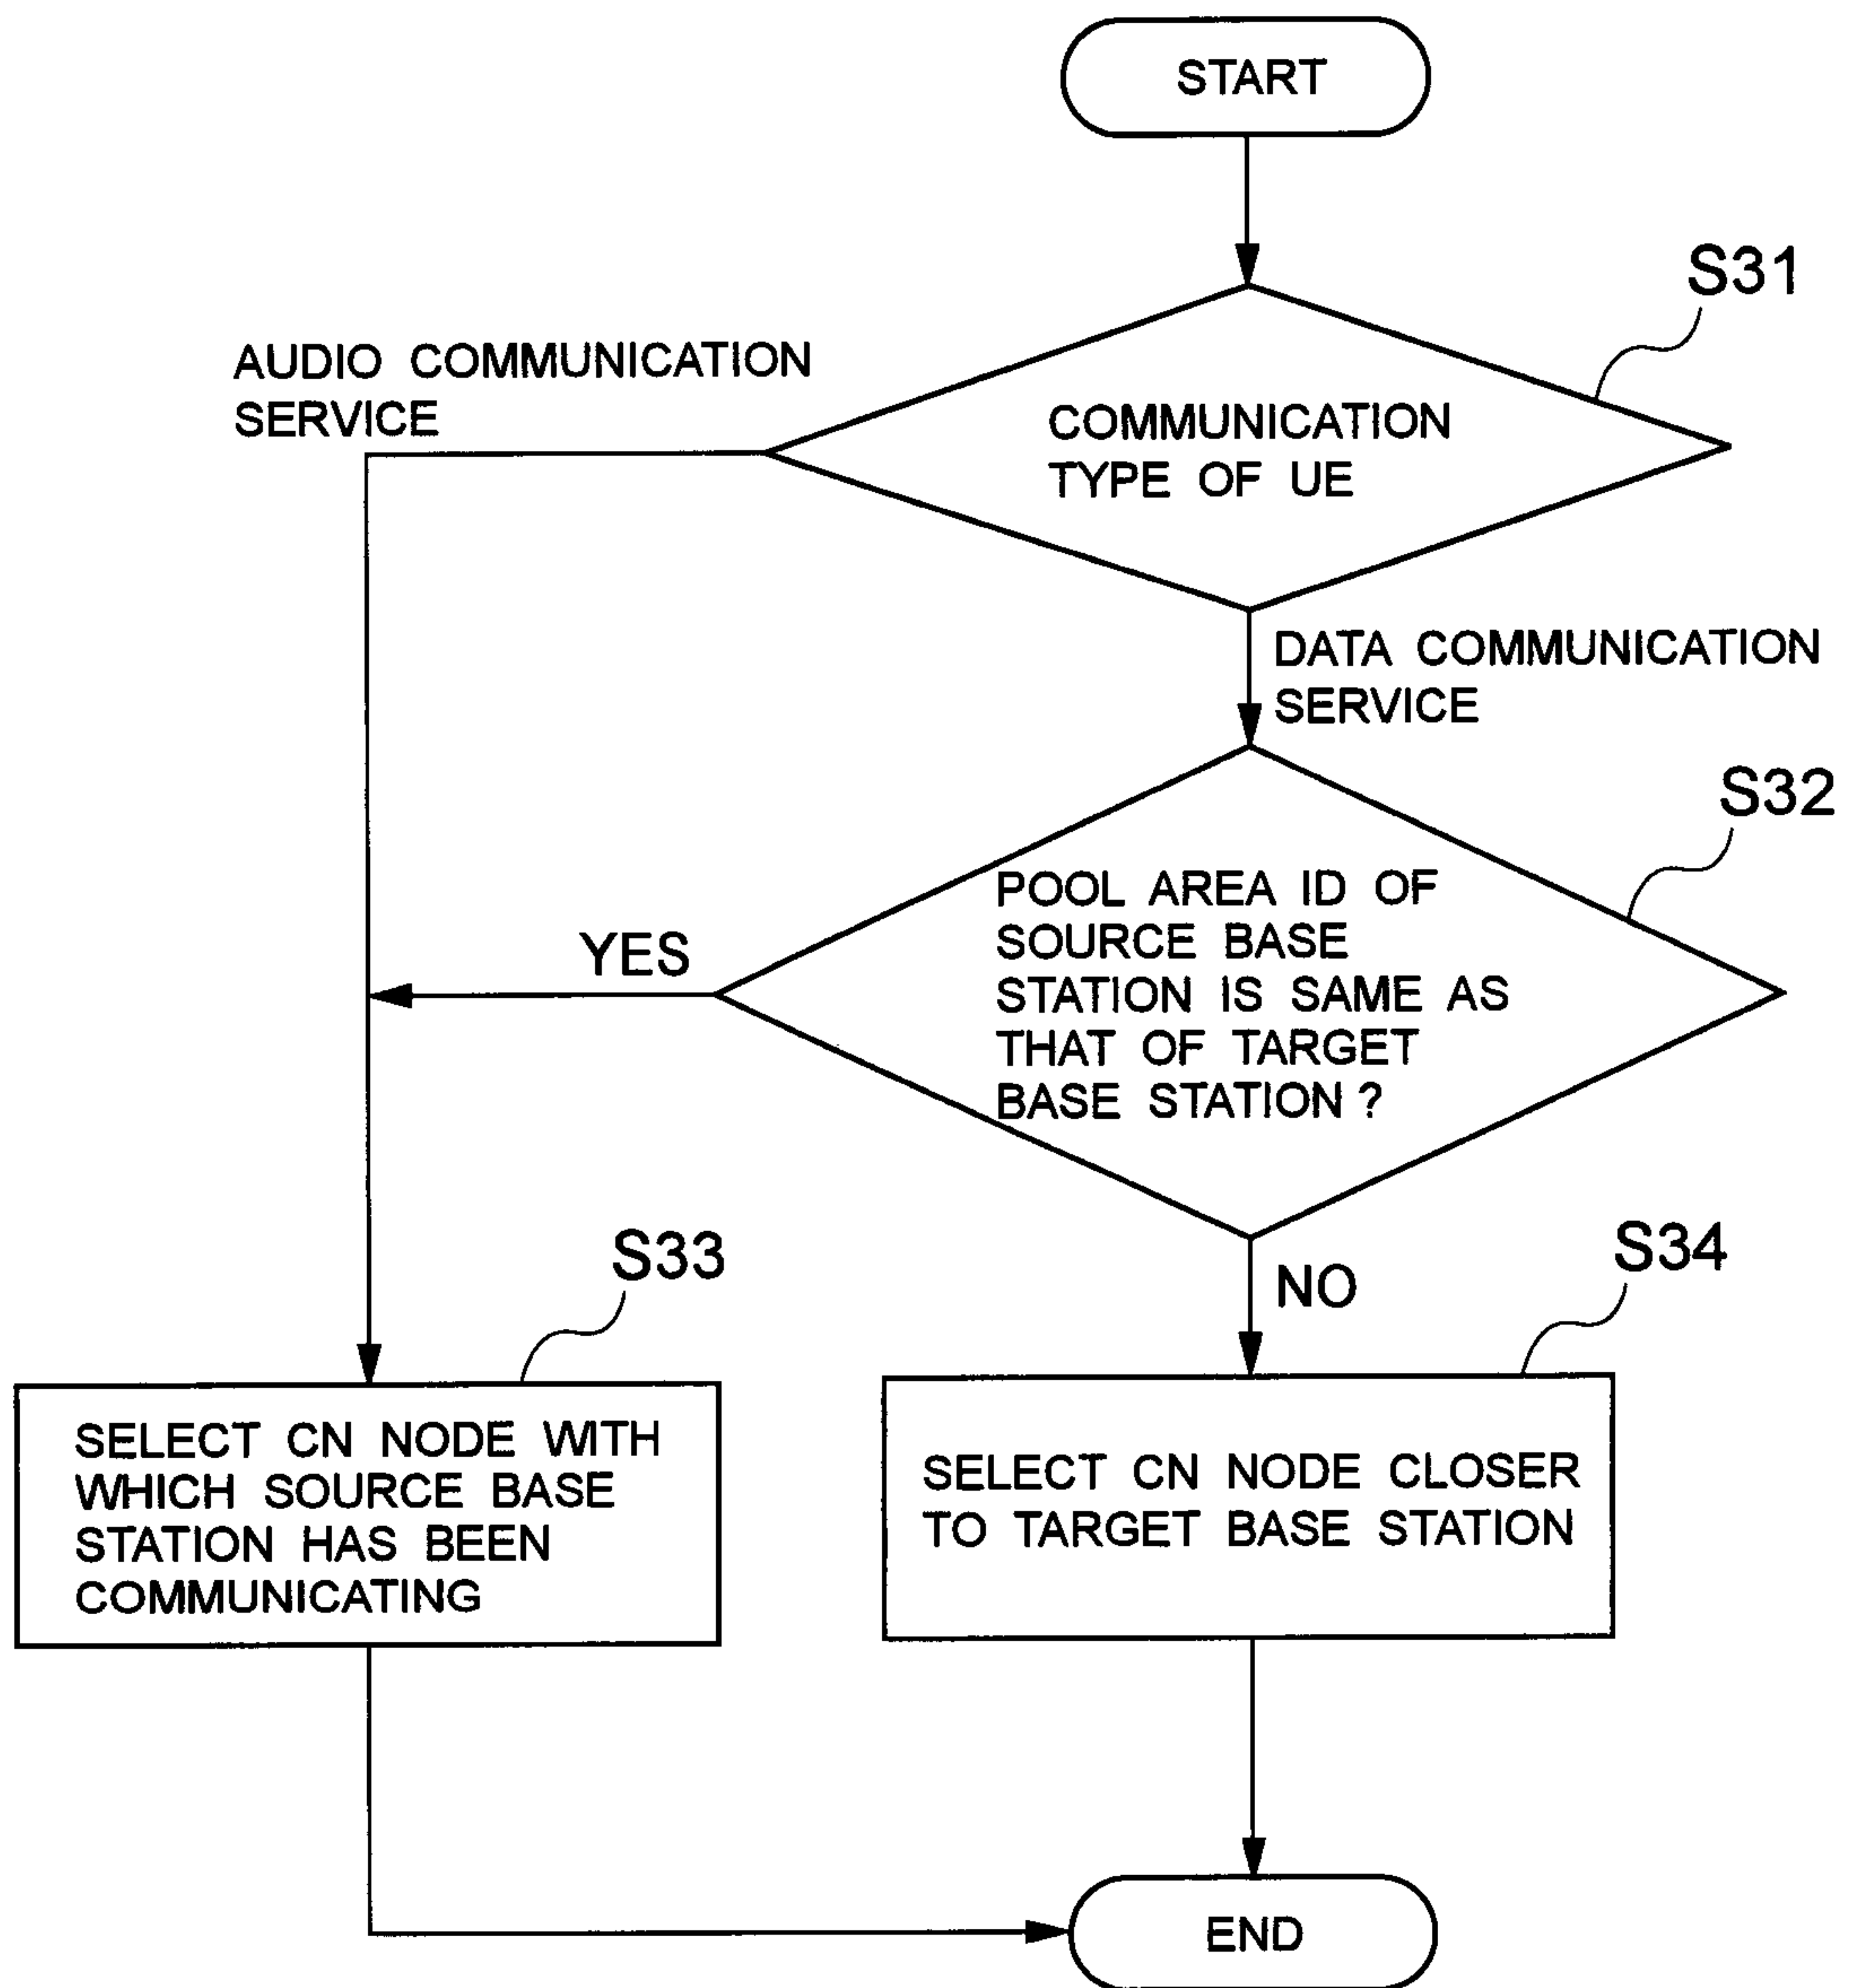 START
S31
AUDIO COMMUNICATION
SERVICE
COMMUNICATION
TYPE OF UE
DATA COMMUNICATION
SERVICE
S32
POOL AREA ID OF
SOURCE BASE
STATION IS SAME AS
THAT OF TARGET
BASE STATION ?
YES
NO
S33
S34
SELECT CN NODE WITH
WHICH SOURCE BASE
STATION HAS BEEN
COMMUNICATING
SELECT CN NODE CLOSER
TO TARGET BASE STATION
END